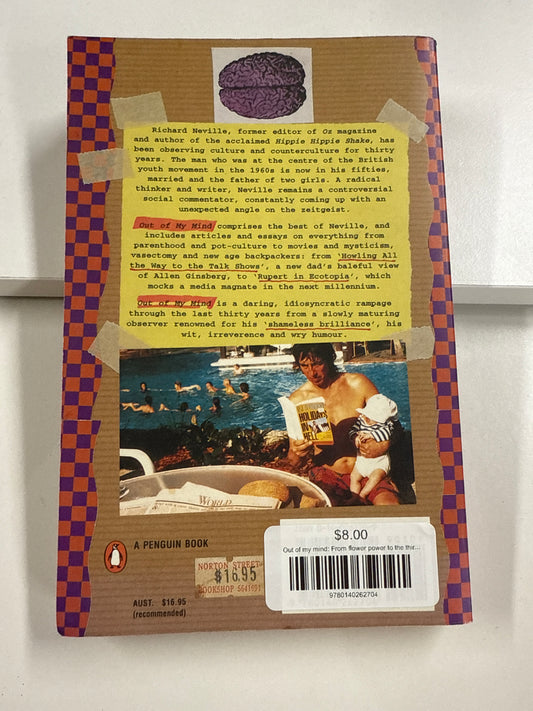 Richard Neville, former editor of Oz magazine
and author of the acclaimed Hippie Hippie Shake, has
been observing culture and counterculture for thirty
years. The man who was at the centre of the British
youth movement in the 1960s is now in his fifties,
married and the father of two girls. A radical
thinker and writer, Neville remains a controversial
social commentator, constantly coming up with an
unexpected angle on the zeitgeist.
Out of My Mind comprises the best of Neville, and
includes articles and essays on everything from
parenthood and pot-culture to movies and mysticism,
vasectomy and new age backpackers: from 'Howling All
the Way to the Talk Shows', a new dad's baleful view
of Allen Ginsberg, to 'Rupert in Ecotopia', which
mocks a media magnate in the next millennium.
Out of My Mind is a daring, idiosyncratic rampage
through the last thirty years from a slowly maturing
observer renowned for his 'shameless brilliance', his
wit, irreverence and wry humour.
HOLIDAYS
IN
HELL
WORLD
A PENGUIN BOOK
NORTON STREET
$16.95
BOOKSHOP
AUST. $16.95
(recommended)
$8.00
Out of my mind: From flower power to the thir...
9780140262704